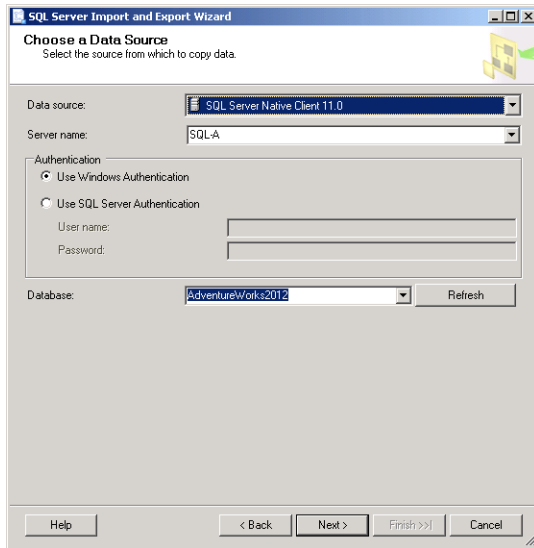 SQL Server Import and Export Wizard
Choose a Data Source
Select the source from which to copy data.
Data source: SQL Server Native Client 11.0
Server name: SQL-A
Authentication
Use Windows Authentication
Use SQL Server Authentication
User name:
Password:
Database: AdventureWorks2012 Refresh
Help < Back Next > Finish >>| Cancel